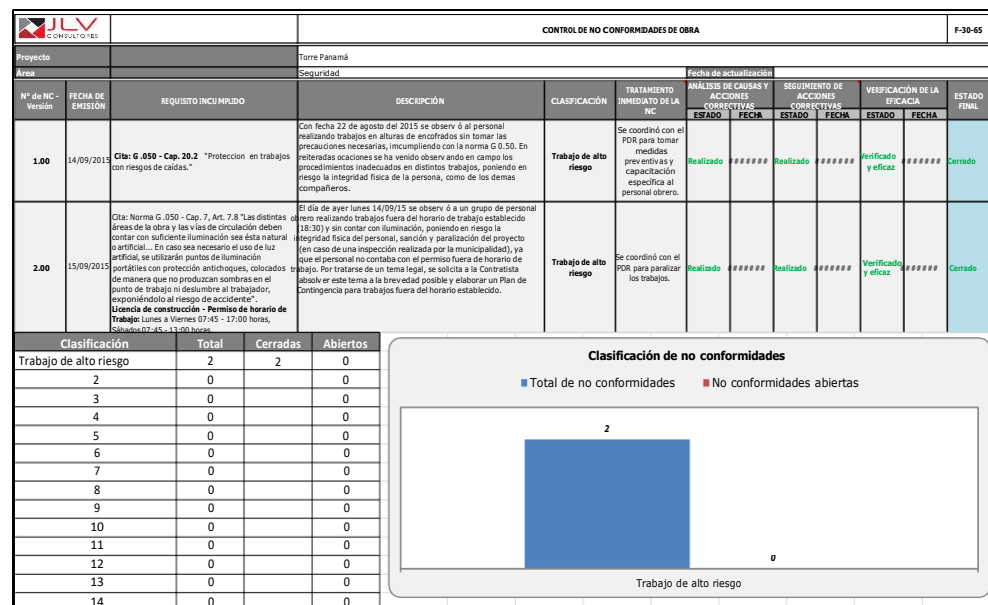 JLV
CONSULTORES
CONTROL DE NO CONFORMIDADES DE OBRA
F-30-65
Proyecto
Torre Panamá
Área
Seguridad
Fecha de actualización
N° de NC - Versión
FECHA DE EMISIÓN
REQUISITO INCUMPLIDO
DESCRIPCIÓN
CLASIFICACIÓN
TRATAMIENTO INMEDIATO DE LA NC
ANÁLISIS DE CAUSAS Y ACCIONES CORRECTIVAS
SEGUIMIENTO DE ACCIONES CORRECTIVAS
VERIFICACIÓN DE LA EFICACIA
ESTADO FINAL
ESTADO FECHA ESTADO FECHA ESTADO FECHA
1.00
14/09/2015
Cita: G .050 - Cap. 20.2 "Proteccion en trabajos
con riesgos de caídas."
Con fecha 22 de agosto del 2015 se observ ó al personal
realizando trabajos en alturas de encofrados sin tomar las
precauciones necesarias, imcumpliendo con la norma G 0.50. En
reiteradas ocaciones se ha venido observ ando en campo los
procedimientos inadecuados en distintos trabajos, poniendo en
riesgo la integridad fisica de la persona, como de los demas
compañeros.
Trabajo de alto
riesgo
Se coordinó con el
PDR para tomar
medidas
prev entiv as y
capacitación
específica al
personal obrero.
Realizado
#######
Realizado
#######
Verificado
y eficaz
#######
Cerrado
2.00
15/09/2015
Cita: Norma G .050 - Cap. 7, Art. 7.8 "Las distintas
áreas de la obra y las v ías de circulación deben
contar con suficiente iluminación sea ésta natural
o artificial... En caso sea necesario el uso de luz
artificial, se utilizarán puntos de iluminación
portátiles con protección antichoques, colocados
de manera que no produzcan sombras en el
punto de trabajo ni deslumbre al trabajador,
exponiéndolo al riesgo de accidente".
Licencia de construcción - Permiso de horario de
Trabajo: Lunes a Viernes 07:45 - 17:00 horas,
Sábados 07:45 - 13:00 horas.
El día de ayer lunes 14/09/15 se observ ó a un grupo de personal
obrero realizando trabajos fuera del horario de trabajo establecido
(18:30) y sin contar con iluminación, poniendo en riesgo la
integridad fisica del personal, sanción y paralización del proyecto
(en caso de una inspección realizada por la municipalidad), ya
que el personal no contaba con el permiso fuera de horario de
trabajo. Por tratarse de un tema legal, se solicita a la Contratista
absolv er este tema a la brev edad posible y elaborar un Plan de
Contingencia para trabajos fuera del horario establecido.
Trabajo de alto
riesgo
Se coordinó con el
PDR para paralizar
los trabajos.
Realizado
#######
Realizado
#######
Verificado
y eficaz
#######
Cerrado
Clasificación Total Cerradas Abiertos
Trabajo de alto riesgo 2 2 0
2 0 0
3 0 0
4 0 0
5 0 0
6 0 0
7 0 0
8 0 0
9 0 0
10 0 0
11 0 0
12 0 0
13 0 0
14 0 0
Clasificación de no conformidades
Total de no conformidades No conformidades abiertas
2
0
Trabajo de alto riesgo